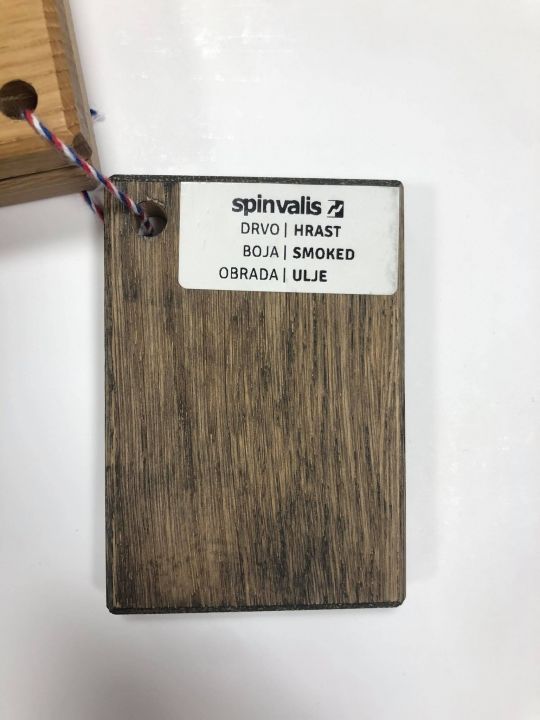 spinvalis
DRVO | HRAST
BOJA | SMOKED
OBRADA | ULJE